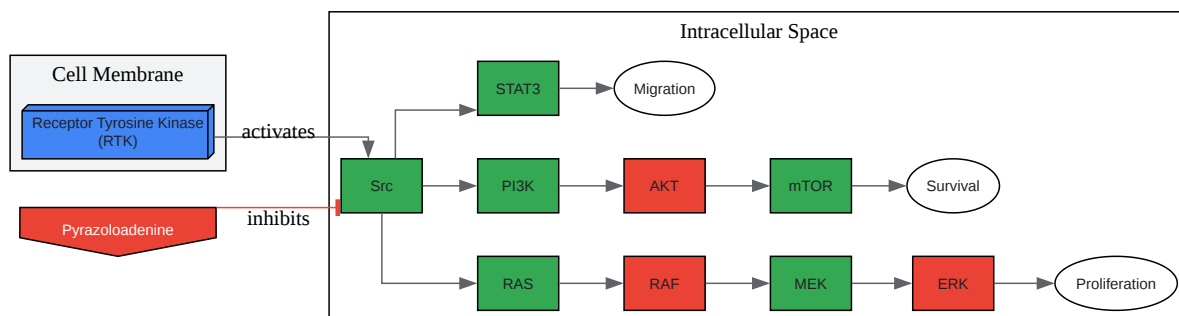 Intracellular Space
Cell Membrane
Receptor Tyrosine Kinase
(RTK)
activates
STAT3
Migration
Src
PI3K
AKT
mTOR
Survival
Pyrazoloadenine
inhibits
RAS
RAF
MEK
ERK
Proliferation